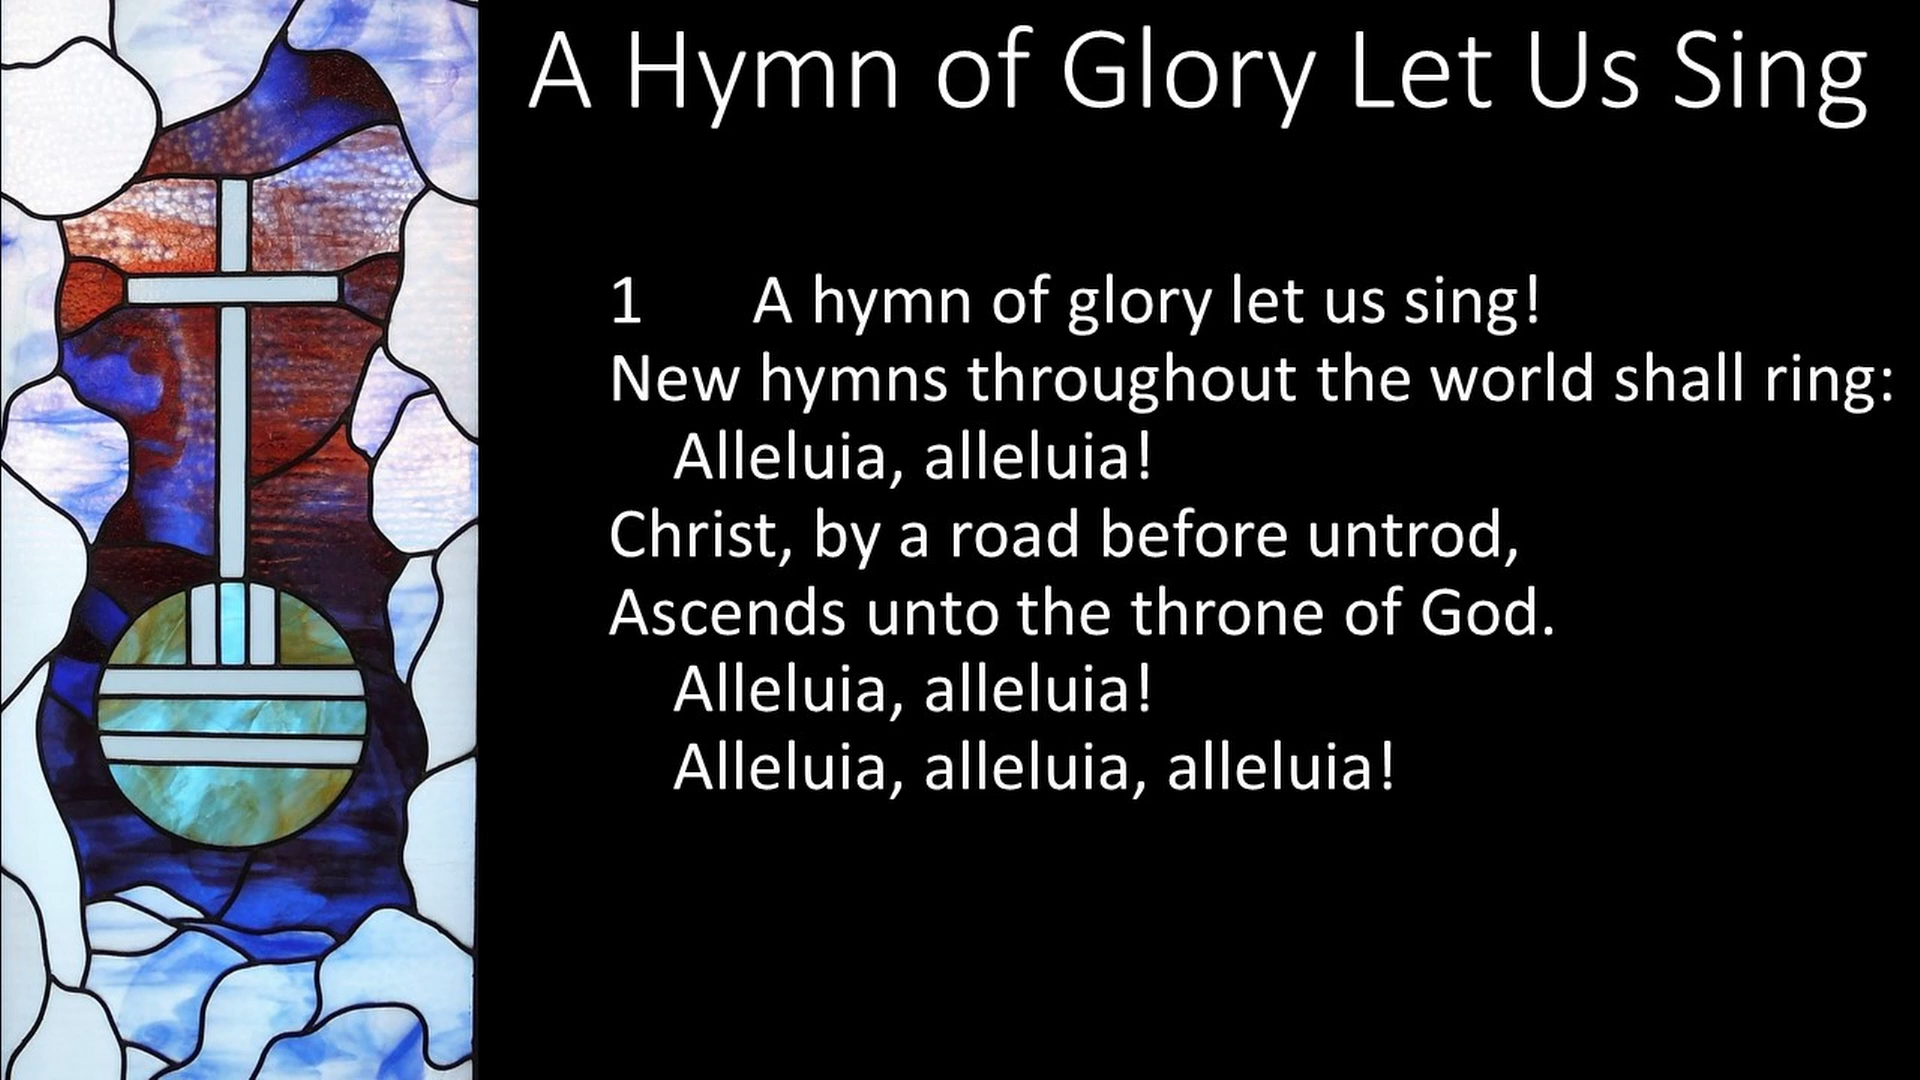 A Hymn of Glory Let Us Sing
1 A hymn of glory let us sing!
New hymns throughout the world shall ring:
Alleluia, alleluia!
Christ, by a road before untrod,
Ascends unto the throne of God.
Alleluia, alleluia!
Alleluia, alleluia, alleluia!